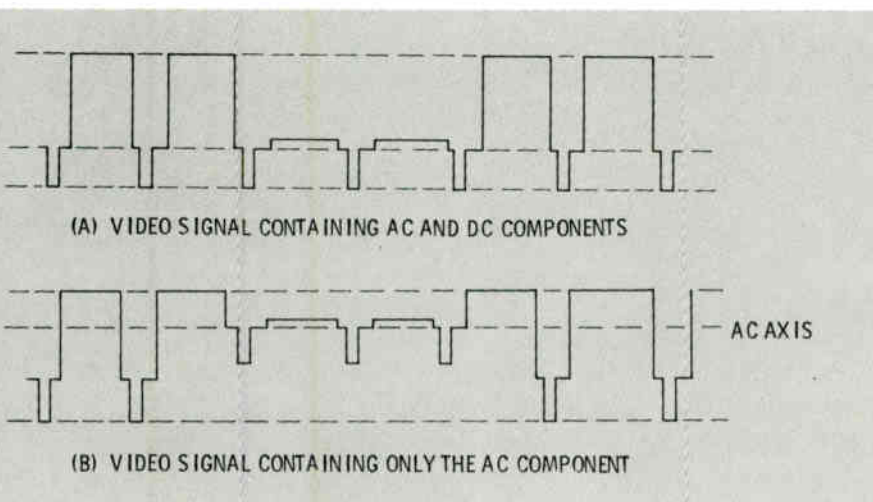 (A) VIDEO SIGNAL CONTAINING AC AND DC COMPONENTS
AC AXIS
(B) VIDEO SIGNAL CONTAINING ONLY THE AC COMPONENT